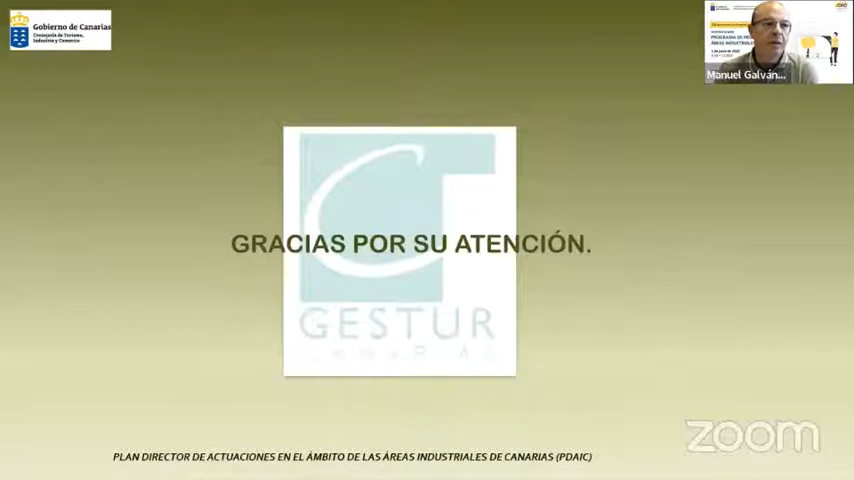 Gobierno de Canarias
Consejería de Turismo,
Industria y Comercio
Manuel Galván...
GRACIAS POR SU ATENCIÓN.
GESTUR
CANARIAS
zoom
PLAN DIRECTOR DE ACTUACIONES EN EL ÁMBITO DE LAS ÁREAS INDUSTRIALES DE CANARIAS (PDAIC)